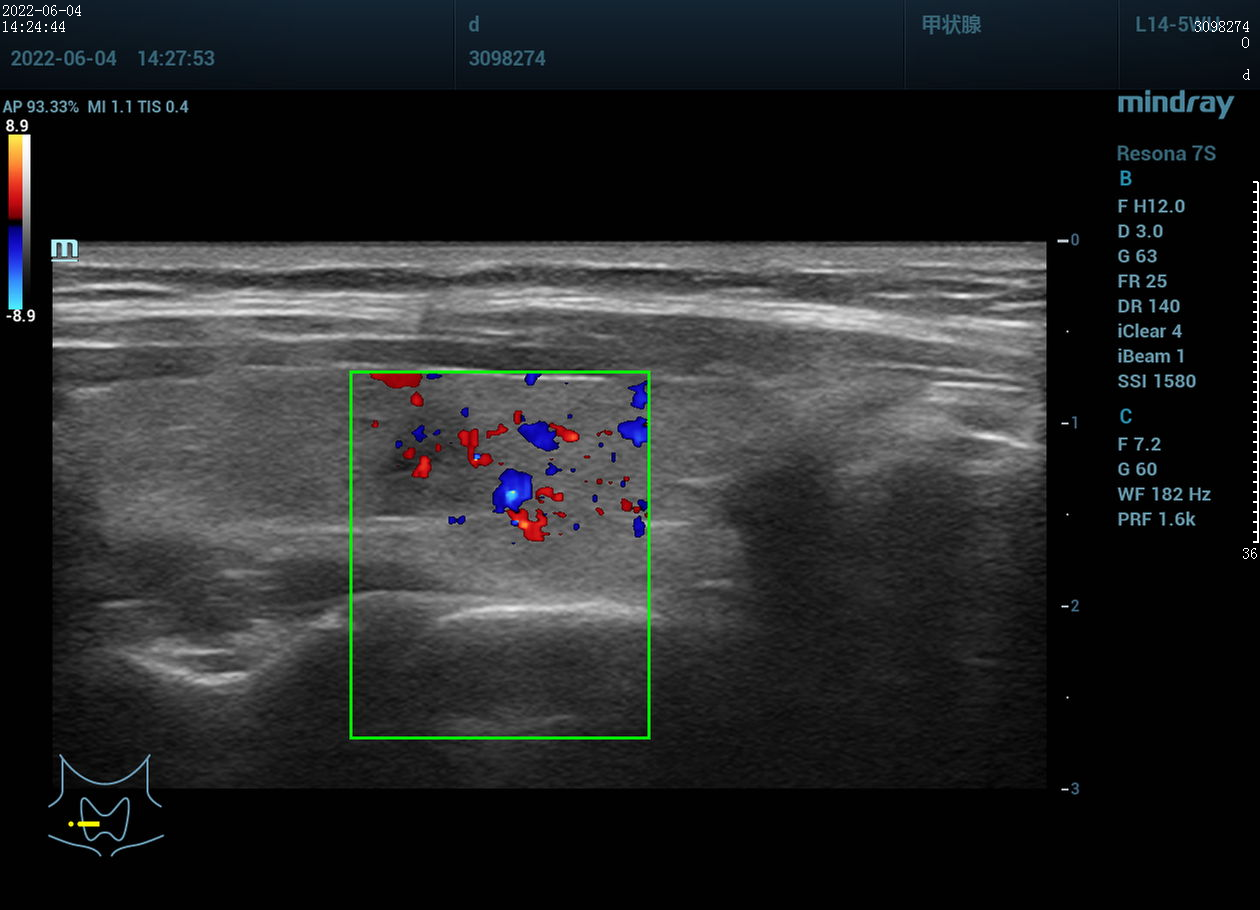 2022-06-04
14:24:44
2022-06-04 14:27:53
d
3098274
甲状腺
3098274
0
d
AP 93.33% MI 1.1 TIS 0.4
8.9
-8.9
m
mindray
Resona 7S
B
F H12.0
D 3.0
G 63
FR 25
DR 140
iClear 4
iBeam 1
SSI 1580
C
F 7.2
G 60
WF 182 Hz
PRF 1.6k
0
1
2
3
36